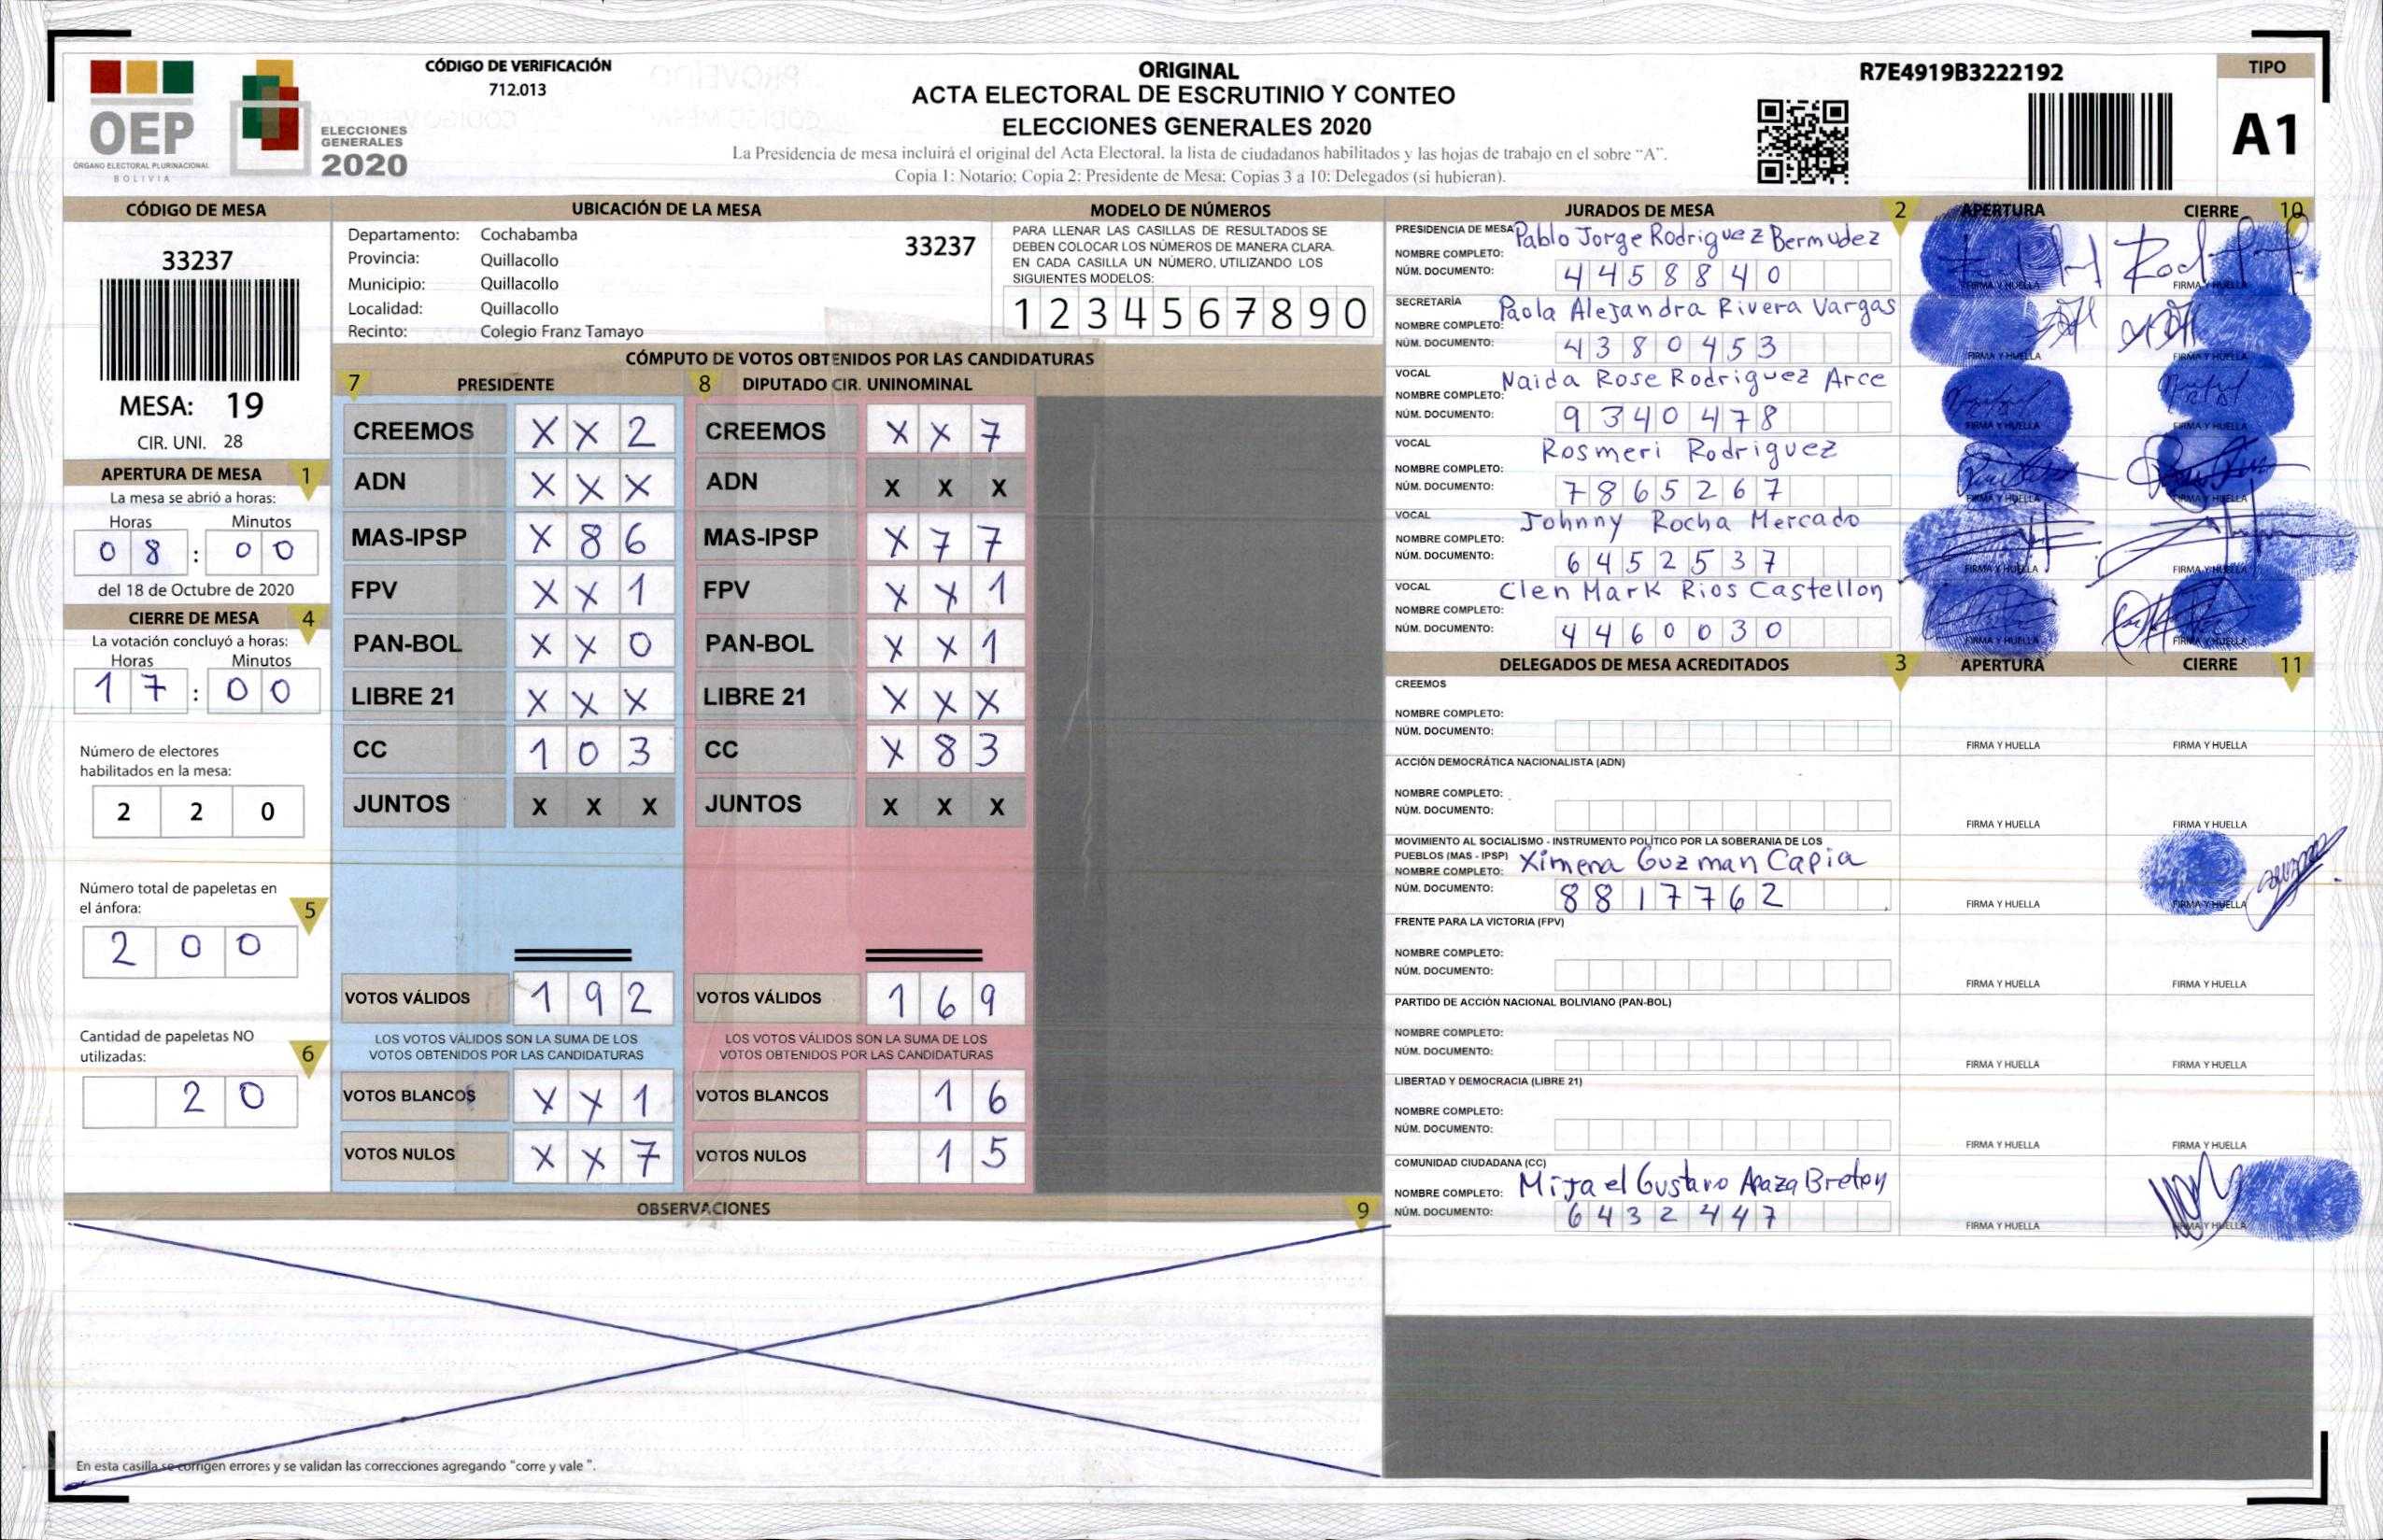 OEP
ÓRGANO ELECTORAL PLURINACIONAL
BOLIVIA
ELECCIONES
GENERALES
2020
CÓDIGO DE VERIFICACIÓN
712.013
ORIGINAL
ACTA ELECTORAL DE ESCRUTINIO Y CONTEO
ELECCIONES GENERALES 2020
La Presidencia de mesa incluirá el original del Acta Electoral, la lista de ciudadanos habilitados y las hojas de trabajo en el sobre “A”.
Copia 1: Notario; Copia 2: Presidente de Mesa; Copias 3 a 10: Delegados (si hubieran).
R7E4919B3222192
TIPO
A1
CÓDIGO DE MESA
33237
MESA: 19
CIR. UNI. 28
APERTURA DE MESA 1
La mesa se abrió a horas:
Horas Minutos
0 8 : 0 0
del 18 de Octubre de 2020
CIERRE DE MESA 4
La votación concluyó a horas:
Horas Minutos
1 7 : 0 0
Número de electores
habilitados en la mesa:
2 2 0
Número total de papeletas en
el ánfora: 5
2 0 0
Cantidad de papeletas NO
utilizadas: 6
2 0
UBICACIÓN DE LA MESA
Departamento: Cochabamba
33237
Provincia: Quillacollo
Municipio: Quillacollo
Localidad: Quillacollo
Recinto: Colegio Franz Tamayo
MODELO DE NÚMEROS
PARA LLENAR LAS CASILLAS DE RESULTADOS SE
DEBEN COLOCAR LOS NÚMEROS DE MANERA CLARA.
EN CADA CASILLA UN NÚMERO, UTILIZANDO LOS
SIGUIENTES MODELOS:
1 2 3 4 5 6 7 8 9 0
CÓMPUTO DE VOTOS OBTENIDOS POR LAS CANDIDATURAS
7 PRESIDENTE 8 DIPUTADO CIR. UNINOMINAL
CREEMOS X X 2 CREEMOS X X 7
ADN X X X ADN X X X
MAS-IPSP X 8 6 MAS-IPSP X 7 7
FPV X X 1 FPV X X 1
PAN-BOL X X 0 PAN-BOL X X 1
LIBRE 21 X X X LIBRE 21 X X X
CC 1 0 3 CC X 8 3
JUNTOS X X X JUNTOS X X X
VOTOS VÁLIDOS 1 9 2 VOTOS VÁLIDOS 1 6 9
LOS VOTOS VÁLIDOS SON LA SUMA DE LOS LOS VOTOS VÁLIDOS SON LA SUMA DE LOS
VOTOS OBTENIDOS POR LAS CANDIDATURAS VOTOS OBTENIDOS POR LAS CANDIDATURAS
VOTOS BLANCOS X X 1 VOTOS BLANCOS 1 6
VOTOS NULOS X X 7 VOTOS NULOS 1 5
OBSERVACIONES 9
En esta casilla se corrigen errores y se validan las correcciones agregando "corre y vale ".
JURADOS DE MESA 2 APERTURA CIERRE 10
PRESIDENCIA DE MESA Pablo Jorge Rodriguez Bermudez
NOMBRE COMPLETO:
NÚM. DOCUMENTO: 4 4 5 8 8 4 0
FIRMA Y HUELLA FIRMA Y HUELLA
SECRETARÍA Paola Alejandra Rivera Vargas
NOMBRE COMPLETO:
NÚM. DOCUMENTO: 4 3 8 0 4 5 3
FIRMA Y HUELLA FIRMA Y HUELLA
VOCAL Naida Rose Rodriguez Arce
NOMBRE COMPLETO:
NÚM. DOCUMENTO: 9 3 4 0 4 7 8
FIRMA Y HUELLA FIRMA Y HUELLA
VOCAL Rosmeri Rodriguez
NOMBRE COMPLETO:
NÚM. DOCUMENTO: 7 8 6 5 2 6 7
FIRMA Y HUELLA FIRMA Y HUELLA
VOCAL Johnny Rocha Mercado
NOMBRE COMPLETO:
NÚM. DOCUMENTO: 6 4 5 2 5 3 7
FIRMA Y HUELLA FIRMA Y HUELLA
VOCAL Clen Mark Rios Castellon
NOMBRE COMPLETO:
NÚM. DOCUMENTO: 4 4 6 0 0 3 0
FIRMA Y HUELLA FIRMA Y HUELLA
DELEGADOS DE MESA ACREDITADOS 3 APERTURA CIERRE 11
CREEMOS
NOMBRE COMPLETO:
NÚM. DOCUMENTO:
FIRMA Y HUELLA FIRMA Y HUELLA
ACCIÓN DEMOCRÁTICA NACIONALISTA (ADN)
NOMBRE COMPLETO:
NÚM. DOCUMENTO:
FIRMA Y HUELLA FIRMA Y HUELLA
MOVIMIENTO AL SOCIALISMO - INSTRUMENTO POLÍTICO POR LA SOBERANIA DE LOS
PUEBLOS (MAS - IPSP) Ximena Guzman Capia
NOMBRE COMPLETO:
NÚM. DOCUMENTO: 8 8 1 7 7 6 2
FIRMA Y HUELLA FIRMA Y HUELLA
FRENTE PARA LA VICTORIA (FPV)
NOMBRE COMPLETO:
NÚM. DOCUMENTO:
FIRMA Y HUELLA FIRMA Y HUELLA
PARTIDO DE ACCIÓN NACIONAL BOLIVIANO (PAN-BOL)
NOMBRE COMPLETO:
NÚM. DOCUMENTO:
FIRMA Y HUELLA FIRMA Y HUELLA
LIBERTAD Y DEMOCRACIA (LIBRE 21)
NOMBRE COMPLETO:
NÚM. DOCUMENTO:
FIRMA Y HUELLA FIRMA Y HUELLA
COMUNIDAD CIUDADANA (CC)
NOMBRE COMPLETO: Mijael Gustavo Apaza Breton
NÚM. DOCUMENTO: 6 4 3 2 4 4 7
FIRMA Y HUELLA FIRMA Y HUELLA